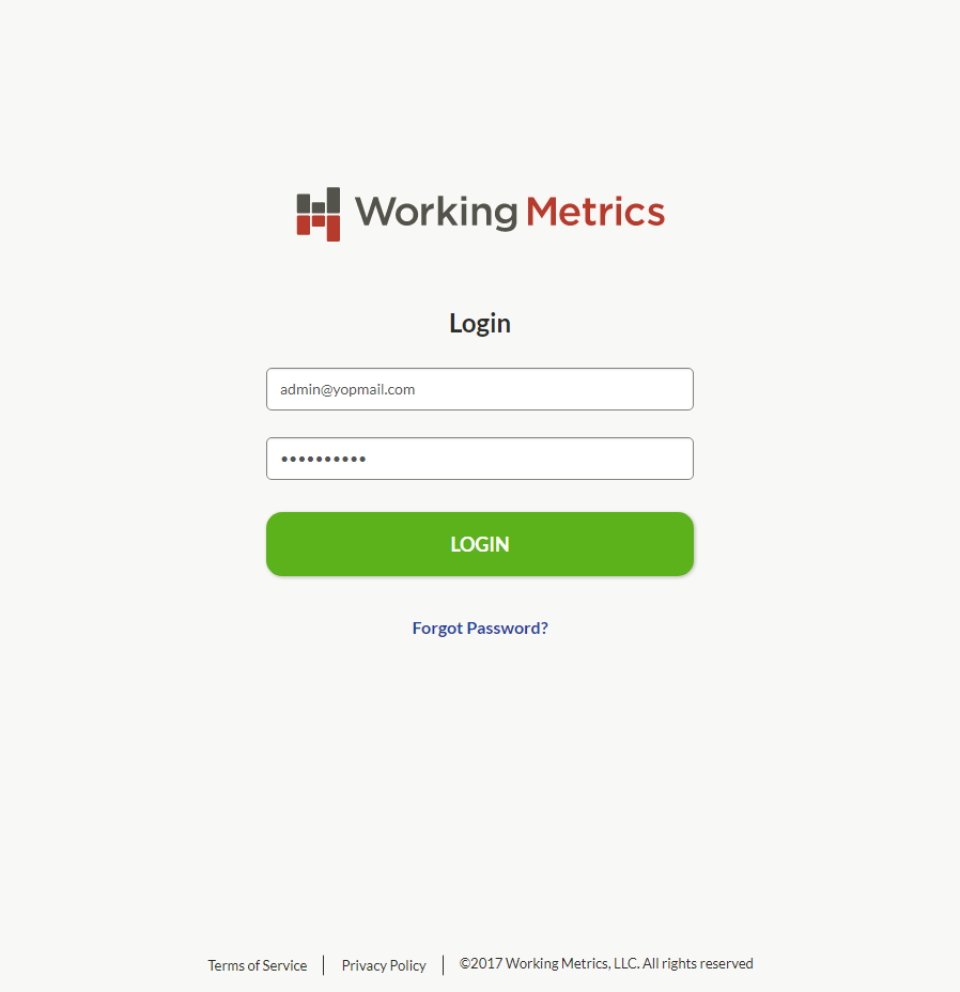 Working Metrics
Login
admin@yopmail.com
••••••••••
LOGIN
Forgot Password?
Terms of Service | Privacy Policy | ©2017 Working Metrics, LLC. All rights reserved